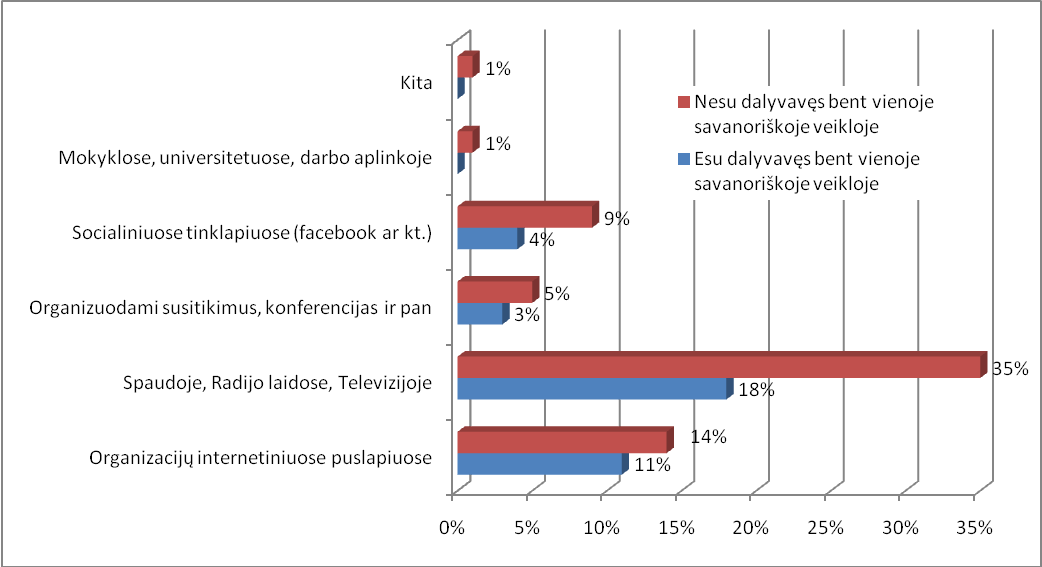 Kita
1%
Mokyklose, universitetuose, darbo aplinkoje
1%
Socialiniuose tinklapiuose (facebook ar kt.)
9%
4%
Organizuodami susitikimus, konferencijas ir pan
5%
3%
Spaudoje, Radijo laidose, Televizijoje
35%
18%
Organizacijų internetiniuose puslapiuose
14%
11%
0% 5% 10% 15% 20% 25% 30% 35%
Nesu dalyvavęs bent vienoje
savanoriškoje veikloje
Esu dalyvavęs bent vienoje
savanoriškoje veikloje